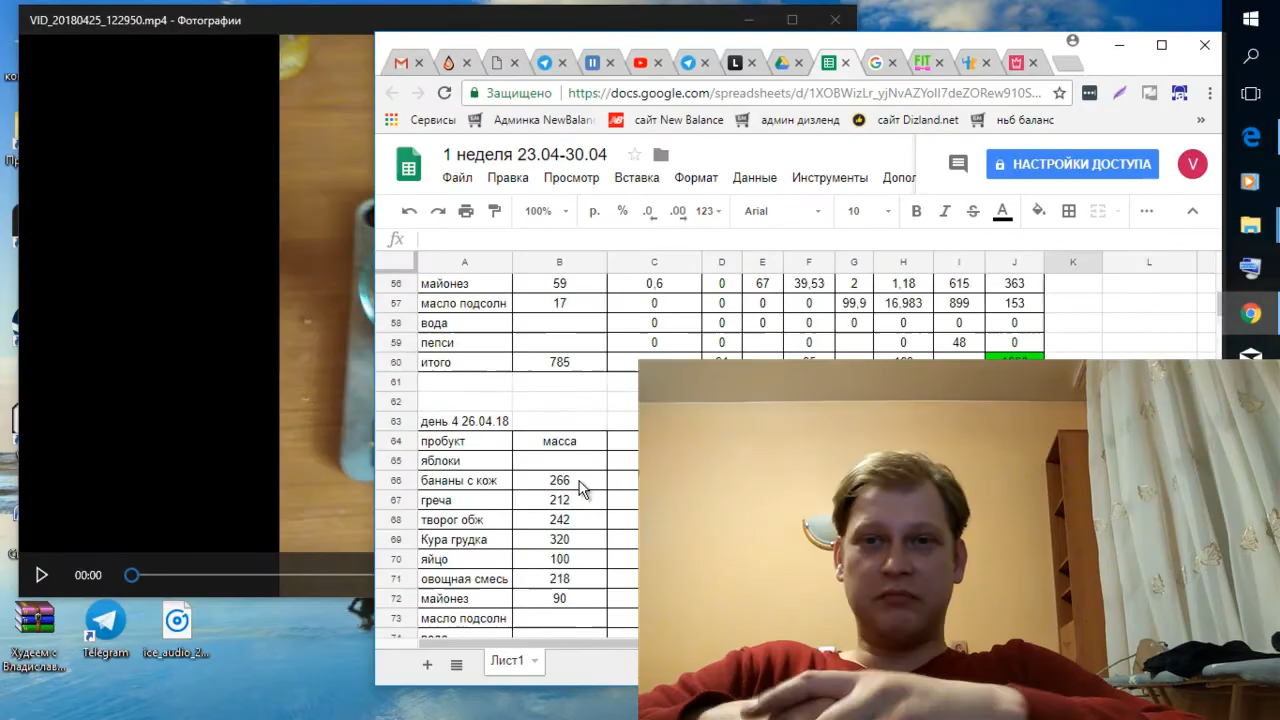 VID_20180425_122950.mp4 - Фотографии
Защищено
https://docs.google.com/spreadsheets/d/1XOBWizLr_yjNvAZYoII7deZORew910S...
Сервисы
Админка NewBalanc
сайт New Balance
админ дизленд
сайт Dizland.net
ньб баланс
»
1 неделя 23.04-30.04
НАСТРОЙКИ ДОСТУПА
V
Файл Правка Просмотр Вставка Формат Данные Инструменты Допол
100% р. % .0 .00 123 Arial 10 B I S A
fx
A B C D E F G H I J K L
56 майонез 59 0,6 0 67 39,53 2 1,18 615 363
57 масло подсолн 17 0 0 0 0 99,9 16,983 899 153
58 вода 0 0 0 0 0 0 0 0
59 пепси 0 0 0 0 0 48 0
60 итого 785
61
62
63 день 4 26.04.18
64 пробукт масса
65 яблоки
66 бананы с кож 266
67 греча 212
68 творог обж 242
69 Кура грудка 320
70 яйцо 100
71 овощная смесь 218
72 майонез 90
73 масло подсолн
Лист1
00:00
Худеем с Владислав...
Telegram
ice_audio_2...